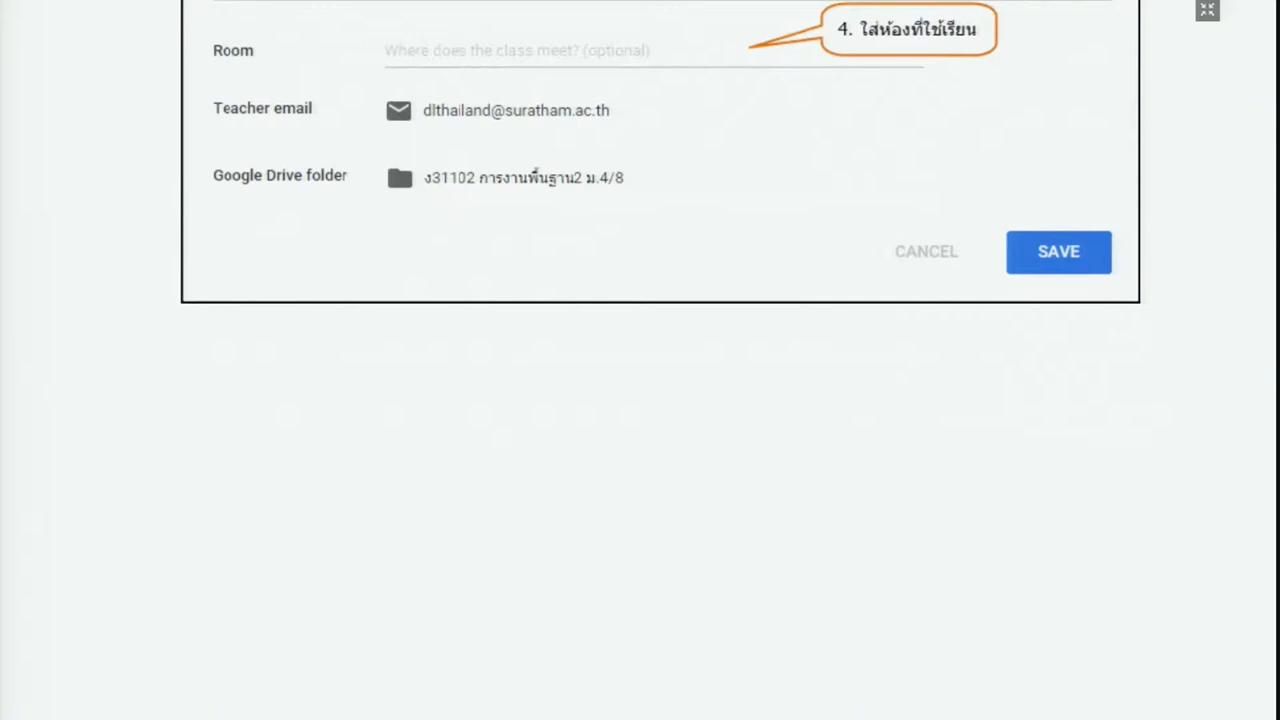 4. ใส่ห้องที่ใช้เรียน
Room Where does the class meet? (optional)
Teacher email dlthailand@suratham.ac.th
Google Drive folder ง31102 การงานพื้นฐาน2 ม.4/8
CANCEL SAVE